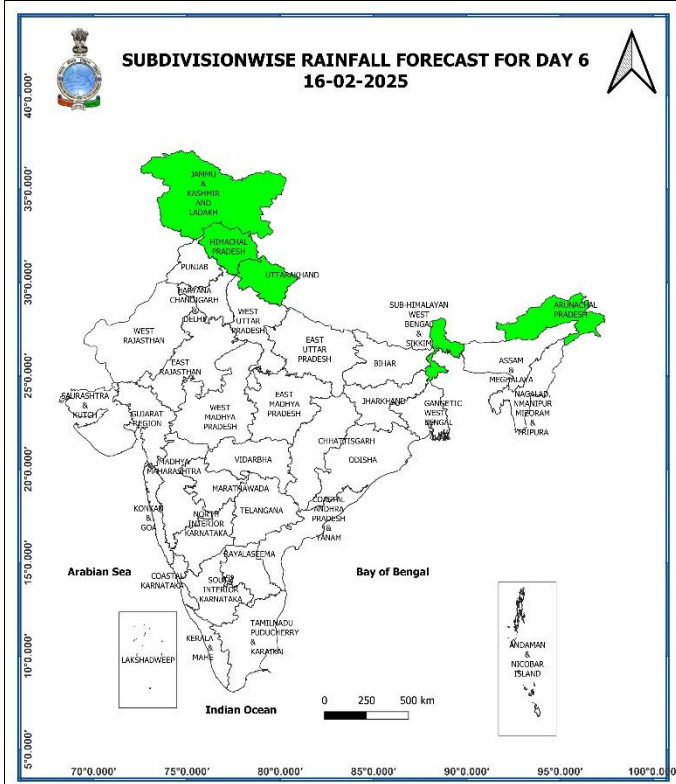 SUBDIVISIONWISE RAINFALL FORECAST FOR DAY 6
16-02-2025
40°0.000'
35°0.000'
30°0.000'
25°0.000'
20°0.000'
15°0.000'
10°0.000'
5°0.000'
JAMMU
&
KASHMIR
AND
LADAKH
HIMACHAL
PRADESH
PUNJAB
UTTARAKHAND
HARYANA
CHANDIGARH
&
DELHI
WEST
UTTAR
PRADESH
WEST
RAJASTHAN
EAST
RAJASTHAN
EAST
UTTAR
PRADESH
SUB-HIMALAYAN
WEST
BENGAL
&
SIKKIM
ARUNACHAL
PRADESH
BIHAR
ASSAM
&
MEGHALAYA
NAGALAD,
MANIPUR
MIZORAM
&
TRIPURA
SAURASHTRA
&
KUTCH
GUJARAT
REGION
WEST
MADHYA
PRADESH
EAST
MADHYA
PRADESH
JHARKHAND
GANGETIC
WEST
BENGAL
CHHATTISGARH
ODISHA
MADHYA
MAHARASHTRA
VIDARBHA
MARATHAWADA
KONKAN
&
GOA
NORTH
INTERIOR
KARNATAKA
TELANGANA
COASTAL
ANDHRA
PRADESH
&
YANAM
RAYALASEEMA
Arabian Sea
Bay of Bengal
COASTAL
KARNATAKA
SOUTH
INTERIOR
KARNATAKA
LAKSHADWEEP
KERALA
&
MAHE
TAMILNADU
PUDUCHERRY
&
KARAIKAL
ANDAMAN
&
NICOBAR
ISLAND
Indian Ocean
0 250 500 km
70°0.000' 75°0.000' 80°0.000' 85°0.000' 90°0.000' 95°0.000' 100°0.000'